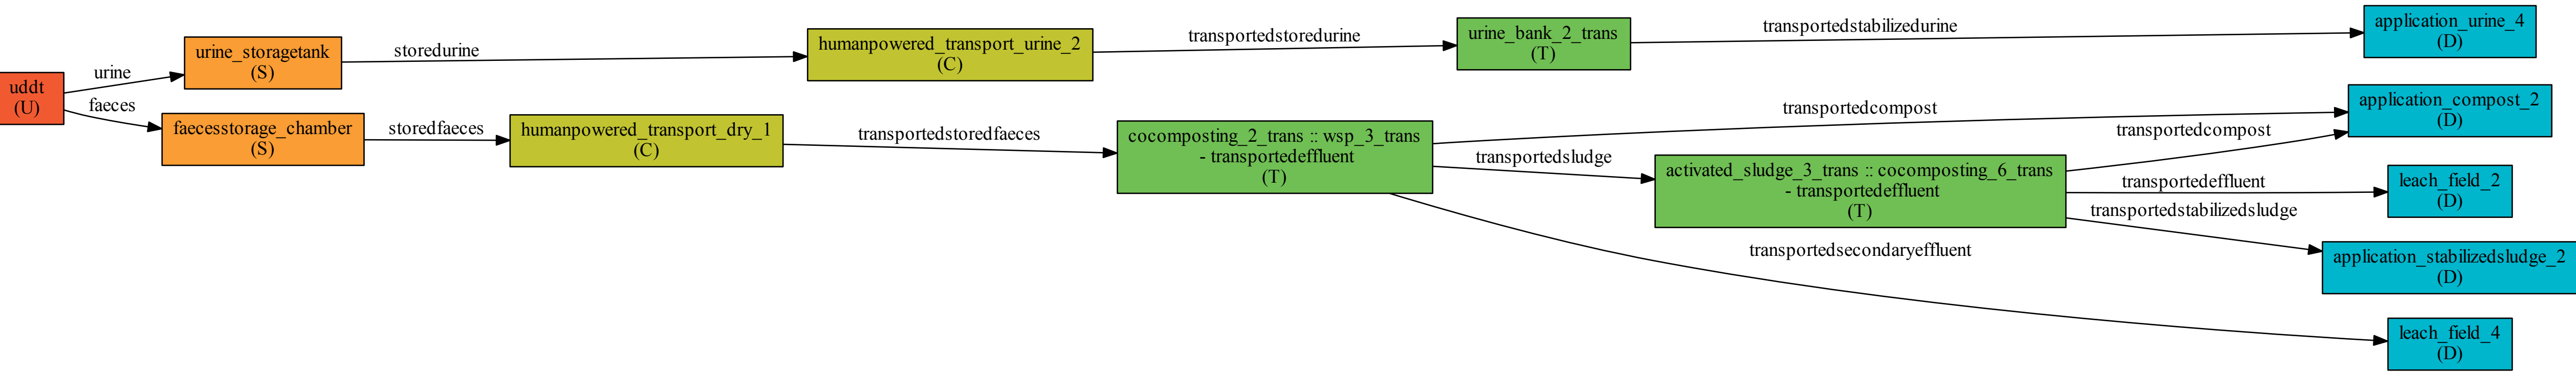 uddt
(U)
urine
faeces
urine_storagetank
(S)
faecesstorage_chamber
(S)
storedurine
storedfaeces
humanpowered_transport_urine_2
(C)
humanpowered_transport_dry_1
(C)
transportedstoredurine
transportedstoredfaeces
urine_bank_2_trans
(T)
cocomposting_2_trans :: wsp_3_trans
- transportedeffluent
(T)
transportedstabilizedurine
transportedcompost
transportedsludge
transportedsecondaryeffluent
activated_sludge_3_trans :: cocomposting_6_trans
- transportedeffluent
(T)
transportedcompost
transportedeffluent
transportedstabilizedsludge
application_urine_4
(D)
application_compost_2
(D)
leach_field_2
(D)
application_stabilizedsludge_2
(D)
leach_field_4
(D)